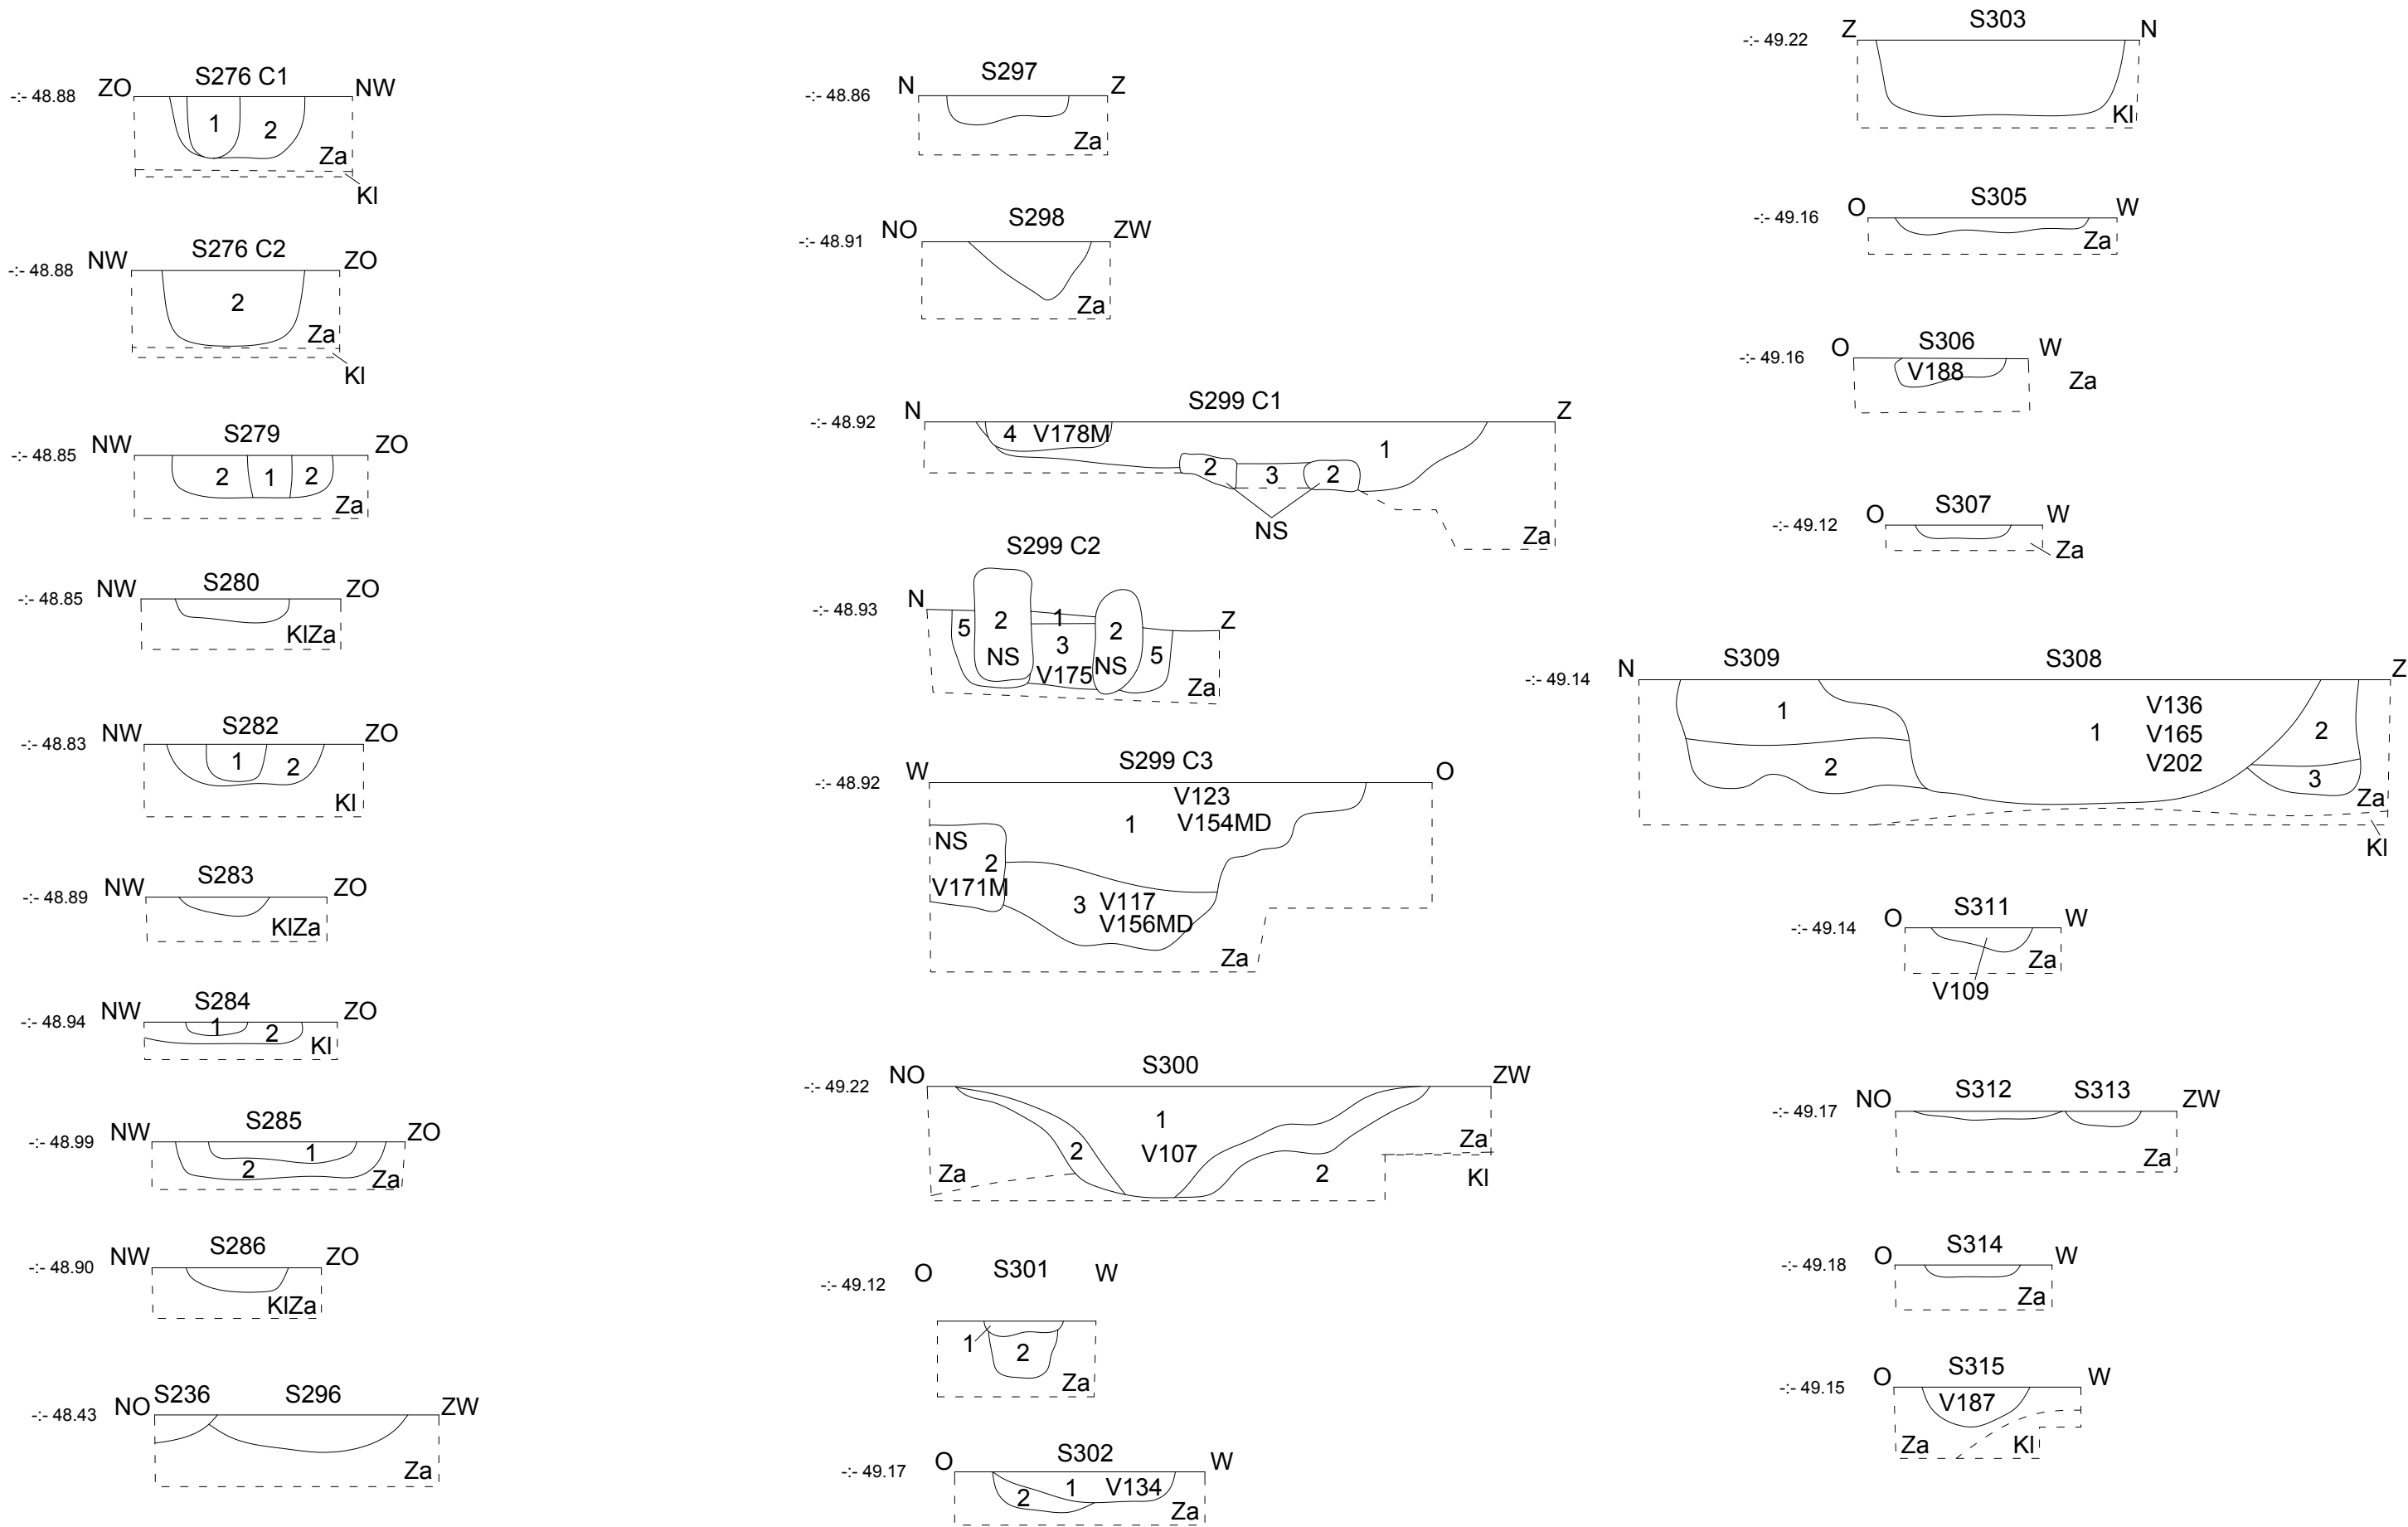 S276 C1
-:- 48.88 ZO NW
1 2
Za
Kl
S276 C2
-:- 48.88 NW ZO
2
Za
Kl
S279
-:- 48.85 NW ZO
2 1 2
Za
S280
-:- 48.85 NW ZO
KlZa
S282
-:- 48.83 NW ZO
1 2
Kl
S283
-:- 48.89 NW ZO
KlZa
S284
-:- 48.94 NW ZO
1 2
Kl
S285
-:- 48.99 NW ZO
1
2
Za
S286
-:- 48.90 NW ZO
KlZa
S236 S296
-:- 48.43 NO ZW
Za
S297
-:- 48.86 N Z
Za
S298
-:- 48.91 NO ZW
Za
S299 C1
-:- 48.92 N Z
4 V178M 1
2 3 2
NS
Za
S299 C2
-:- 48.93 N Z
5 2 1 2 5
3
NS V175 NS
Za
S299 C3
-:- 48.92 W O
V123
1 V154MD
NS
2
V171M
3 V117
V156MD
Za
S300
-:- 49.22 NO ZW
1
2 V107 Za
Za 2 Kl
S301
-:- 49.12 O W
1
2
Za
S302
-:- 49.17 O W
1 V134
2
Za
S303
-:- 49.22 Z N
Kl
S305
-:- 49.16 O W
Za
S306
-:- 49.16 O W
V188
Za
S307
-:- 49.12 O W
Za
S309 S308
-:- 49.14 N Z
1 V136
1 V165 2
2 V202
3
Za
Kl
S311
-:- 49.14 O W
Za
V109
S312 S313
-:- 49.17 NO ZW
Za
S314
-:- 49.18 O W
Za
S315
-:- 49.15 O W
V187
Za Kl